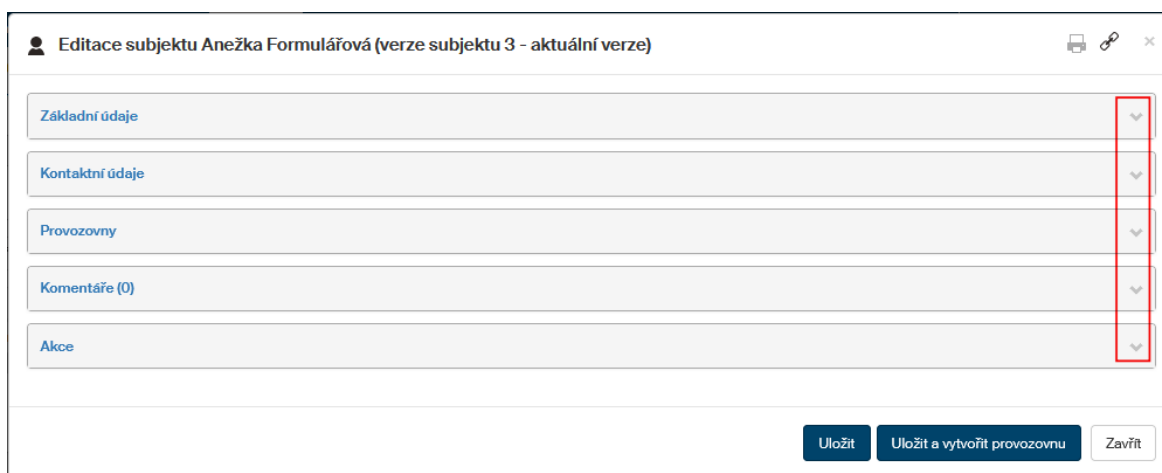 Editace subjektu Anežka Formulářová (verze subjektu 3 - aktuální verze)
Základní údaje
Kontaktní údaje
Provozovny
Komentáře (0)
Akce
Uložit Uložit a vytvořit provozovnu Zavřít